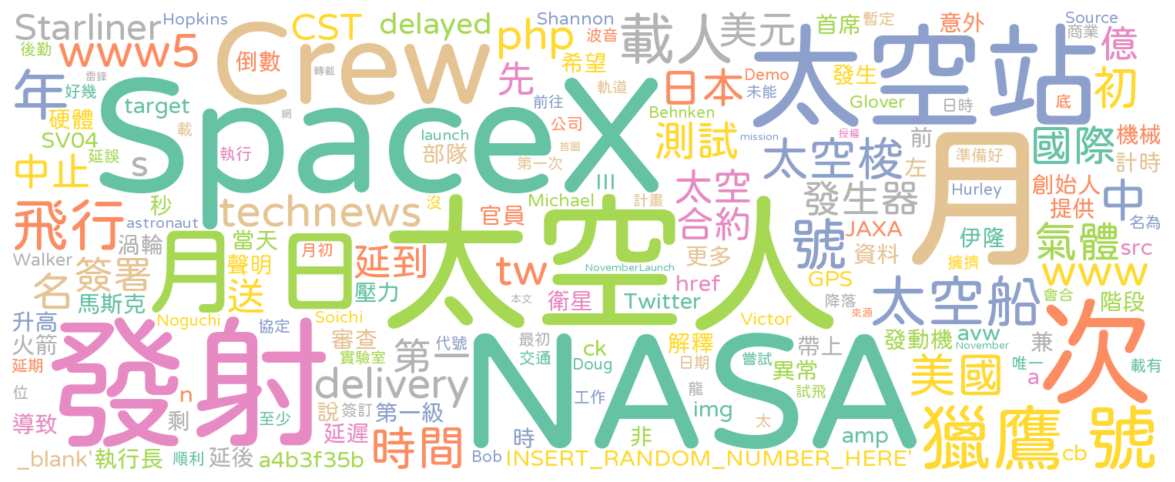 Starliner
Hopkins
CST
delayed
php
Shannon
波音
載人
美元
首席
暫定
意外
Source
商業
億
後勤
www5
雷鋒
好幾
轉載
倒數
Crew
希望
先
日本
Demo
未能
發生
太空站
初
年
網
軌道
前往
Glover
日時
底
target
硬體
SV04
延誤
載
SpaceX
launch
公司
Behnken
測試
mission
授權
太空梭
前
左
準備好
國際
機械
計時
中止
s
執行
部隊
第一次
首圖
III
太空
合約
發生器
月
Hurley
創始人
提供
中
名為
飛行
秒
astronaut
technews
官員
沒
Michael
計畫
號
JAXA
伊隆
氣體
src
渦輪
Walker
當天
聲明
月日
月初
延到
太空人
tw
NovemberLaunch
更多
資料
GPS
擁擠
www
名
簽署
馬斯克
送
壓力
本文
衛星
href
Twitter
降落
來源
太空船
會合
階段
升高
Noguchi
協定
Soichi
審查
代號
最初
交通
ck
Doug
解釋
日期
Victor
嘗試
異常
帶上
試飛
發動機
avw
November
兼
唯一
載有
次
火箭
延期
位
發射
實驗室
第一
delivery
NASA
工作
img
龍
太
美國
a
導致
n
剩
至少
說
簽訂
第一級
延遲
時間
時
非
amp
獵鷹
號
_blank'
執行長
順利
延後
a4b3f35b
Bob
INSERT_RANDOM_NUMBER_HERE'
cb